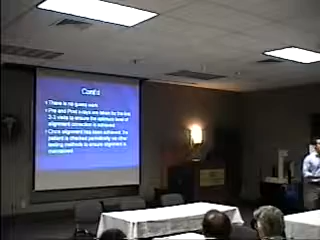 Cont'd
There is no guess work
Pre and Post x-rays are taken for the first
2-3 visits to ensure the optimum level of
alignment correction is achieved
Once alignment has been achieved, the
patient is checked periodically via other
testing methods to ensure alignment is
maintained